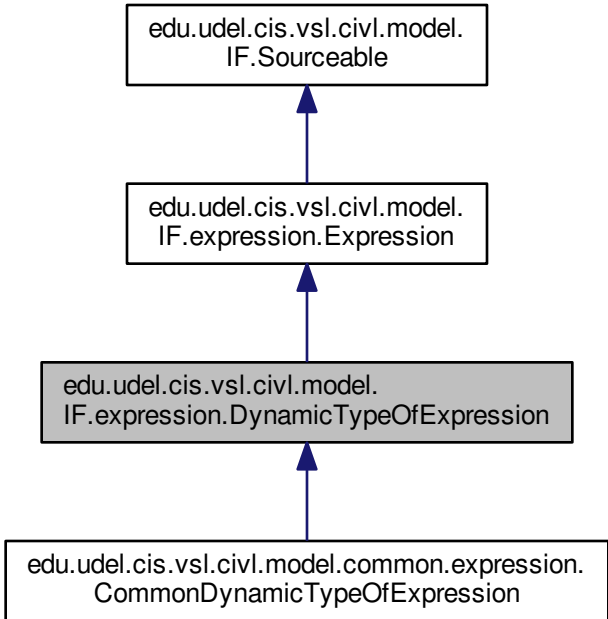 edu.udel.cis.vsl.civl.model.
IF.Sourceable
edu.udel.cis.vsl.civl.model.
IF.expression.Expression
edu.udel.cis.vsl.civl.model.
IF.expression.DynamicTypeOfExpression
edu.udel.cis.vsl.civl.model.common.expression.
CommonDynamicTypeOfExpression